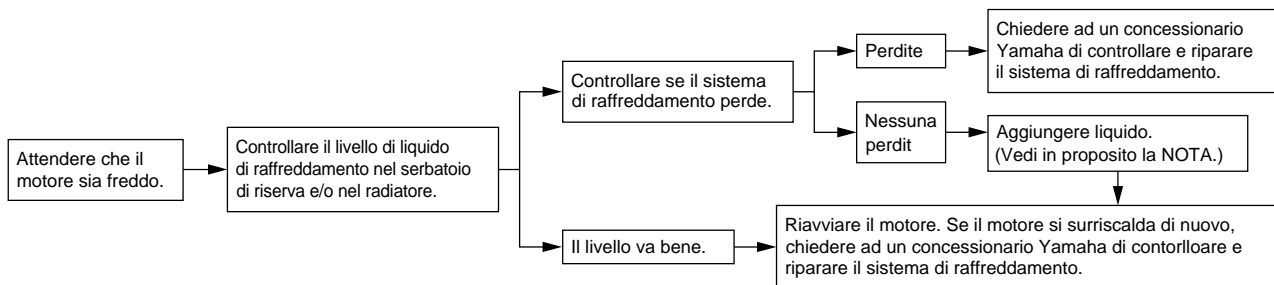 Attendere che il
motore sia freddo.
Controllare il livello di liquido
di raffreddamento nel serbatoio
di riserva e/o nel radiatore.
Controllare se il sistema
di raffreddamento perde.
Perdite
Chiedere ad un concessionario
Yamaha di controllare e riparare
il sistema di raffreddamento.
Nessuna
perdit
Aggiungere liquido.
(Vedi in proposito la NOTA.)
Il livello va bene.
Riavviare il motore. Se il motore si surriscalda di nuovo,
chiedere ad un concessionario Yamaha di contorlloare e
riparare il sistema di raffreddamento.